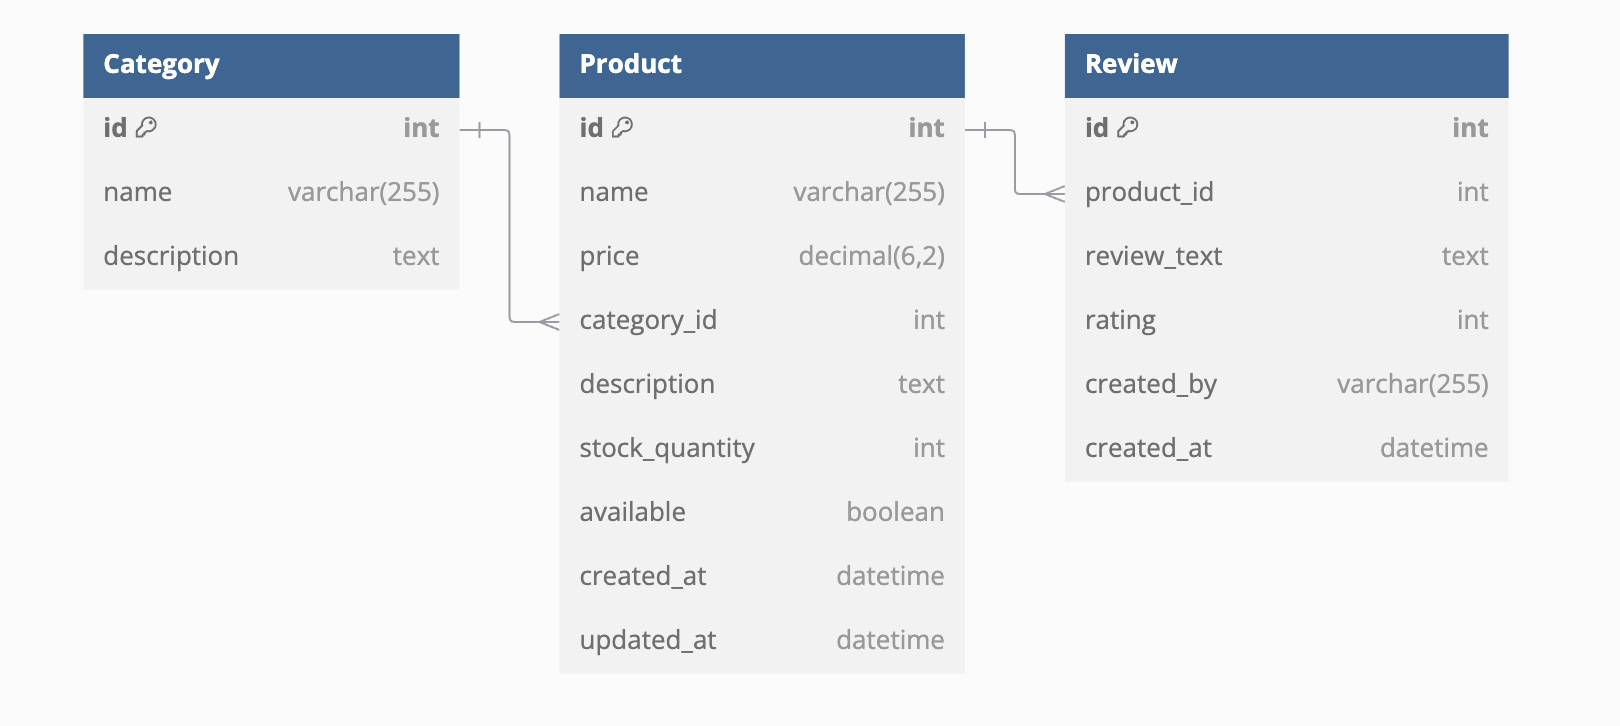 Category
id int
name varchar(255)
description text
Product
id int
name varchar(255)
price decimal(6,2)
category_id int
description text
stock_quantity int
available boolean
created_at datetime
updated_at datetime
Review
id int
product_id int
review_text text
rating int
created_by varchar(255)
created_at datetime